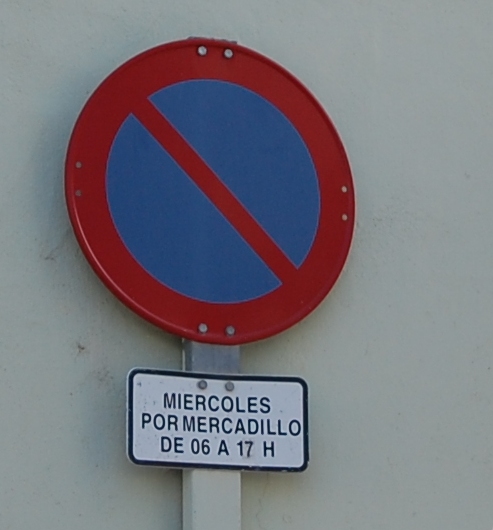 MIERCOLES
POR MERCADILLO
DE 06 A 17 H